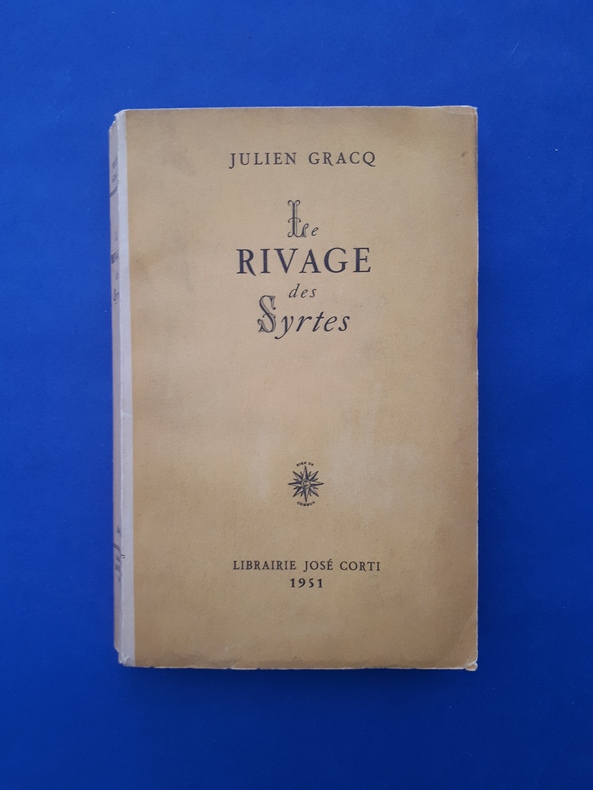 JULIEN GRACQ
Le
RIVAGE
des
Syrtes
LIBRAIRIE JOSÉ CORTI
1951